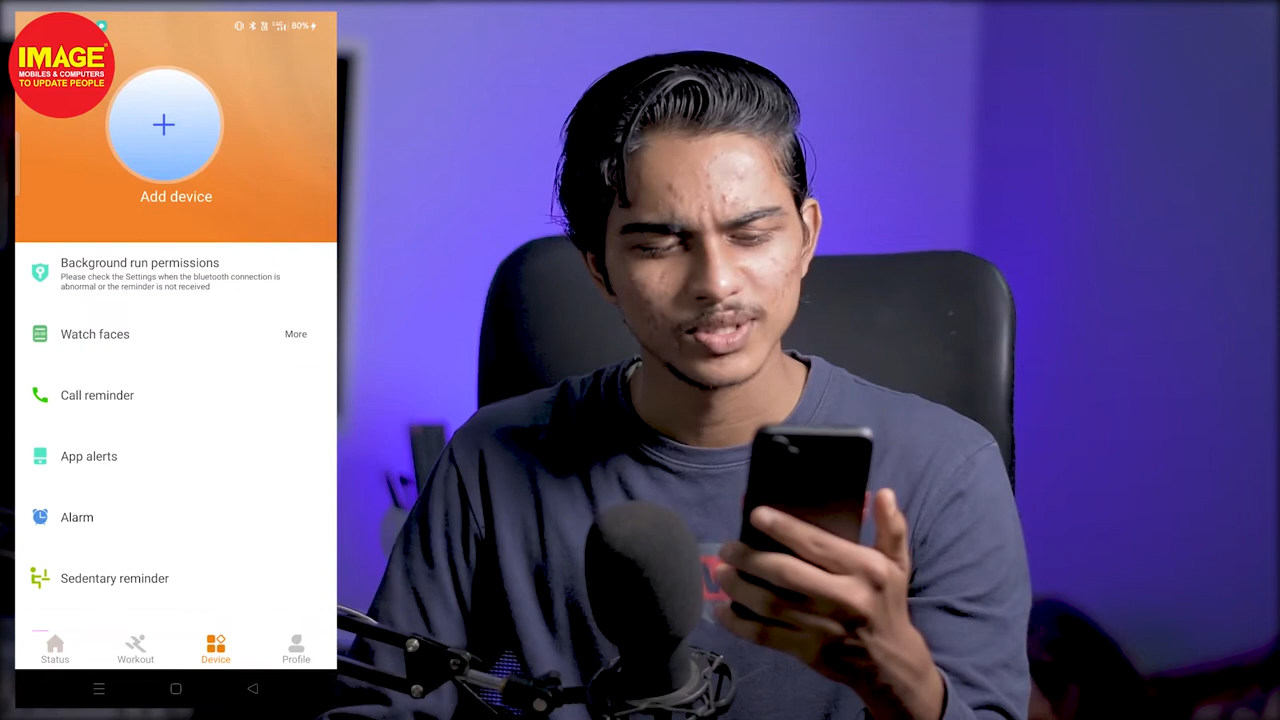 80%
IMAGE
MOBILES & COMPUTERS
TO UPDATE PEOPLE
Add device
Background run permissions
Please check the Settings when the bluetooth connection is
abnormal or the reminder is not received
Watch faces
More
Call reminder
App alerts
Alarm
Sedentary reminder
Status
Workout
Device
Profile